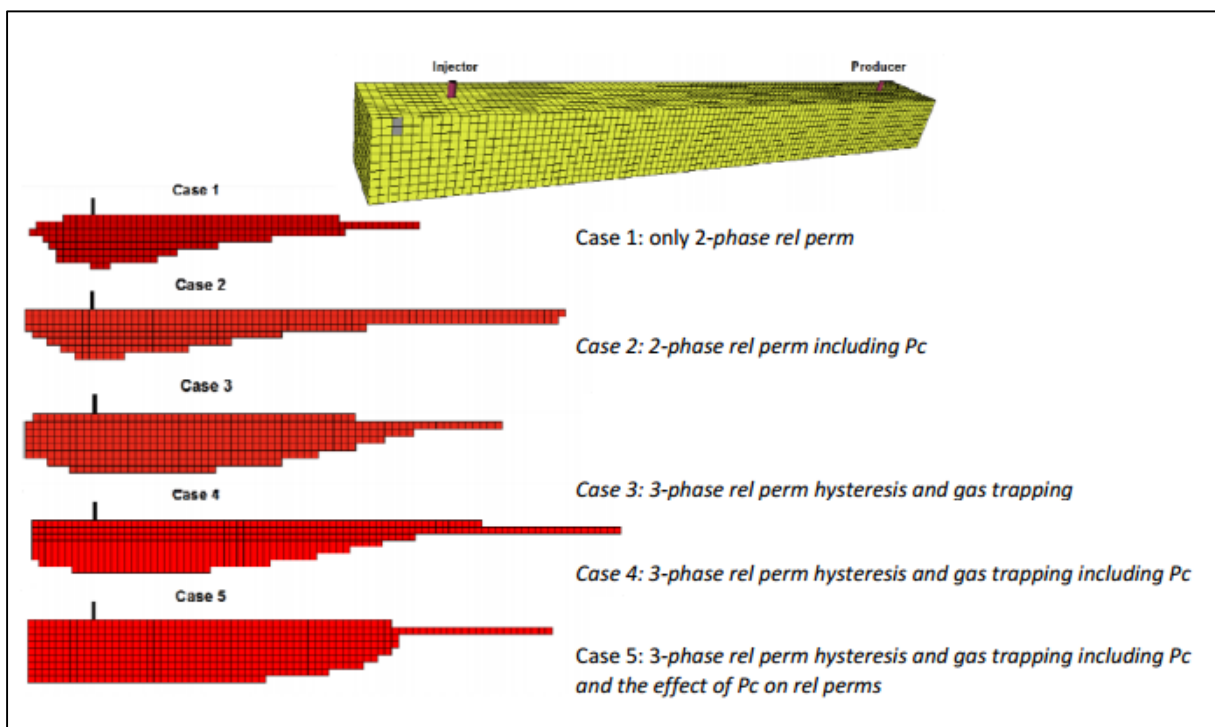 Injector
Producer
Case 1
Case 1: only 2-phase rel perm
Case 2
Case 2: 2-phase rel perm including Pc
Case 3
Case 3: 3-phase rel perm hysteresis and gas trapping
Case 4
Case 4: 3-phase rel perm hysteresis and gas trapping including Pc
Case 5
Case 5: 3-phase rel perm hysteresis and gas trapping including Pc
and the effect of Pc on rel perms